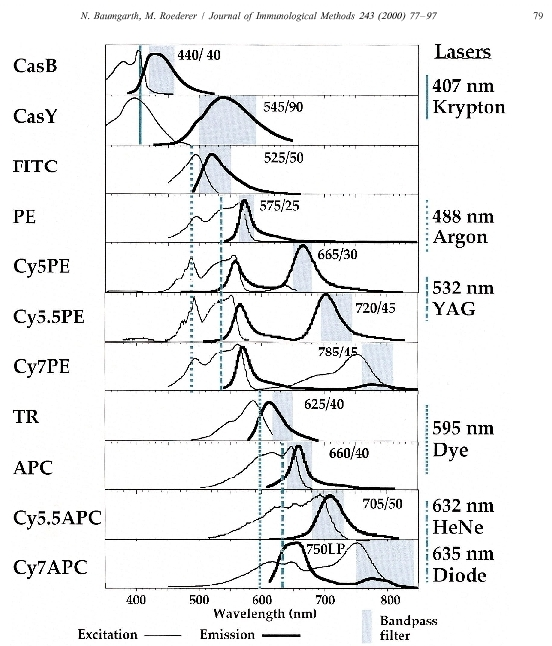 N. Baumgarth, M. Roederer / Journal of Immunological Methods 243 (2000) 77–97
79
Lasers
CasB
440/ 40
407 nm
Krypton
CasY
545/90
FITC
525/50
PE
575/25
488 nm
Argon
Cy5PE
665/30
532 nm
YAG
Cy5.5PE
720/45
Cy7PE
785/45
TR
625/40
595 nm
Dye
APC
660/40
Cy5.5APC
705/50
632 nm
HeNe
Cy7APC
750LP
635 nm
Diode
400 500 600 700 800
Wavelength (nm)
Excitation
Emission
Bandpass
filter